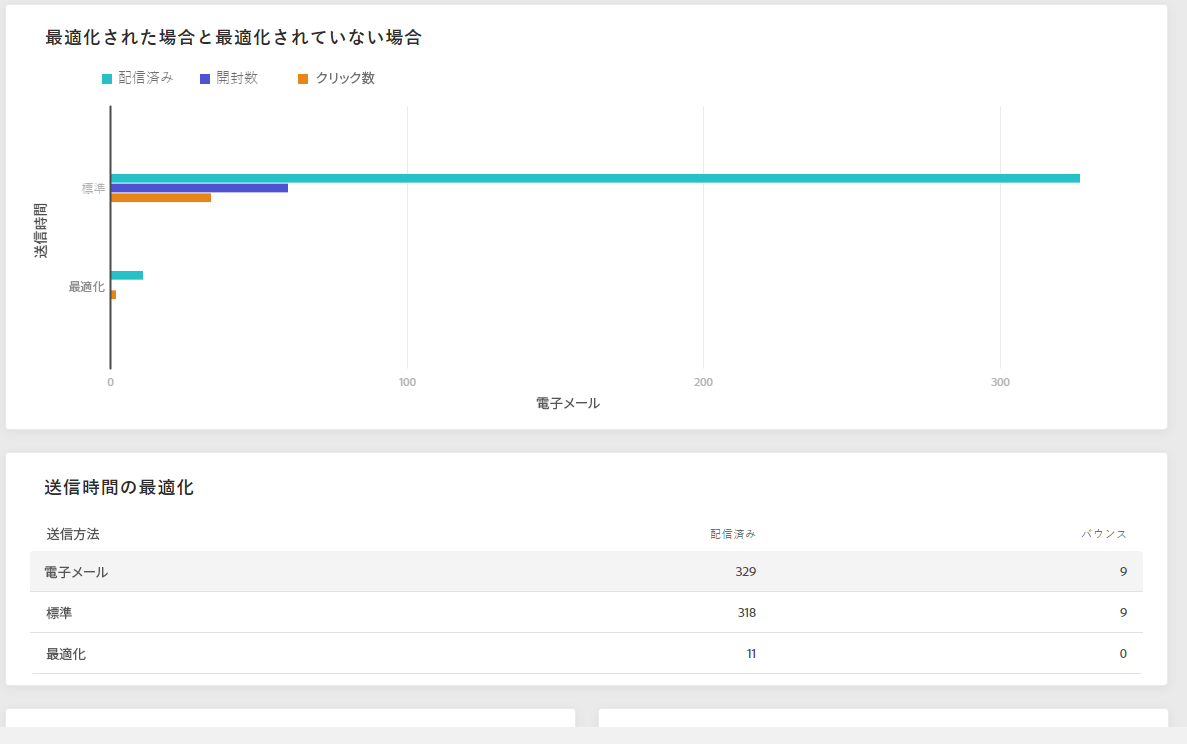 最適化された場合と最適化されていない場合
配信済み 開封数 クリック数
送信時間
標準
最適化
0 100 200 300
電子メール
送信時間の最適化
送信方法 配信済み バウンス
電子メール 329 9
標準 318 9
最適化 11 0